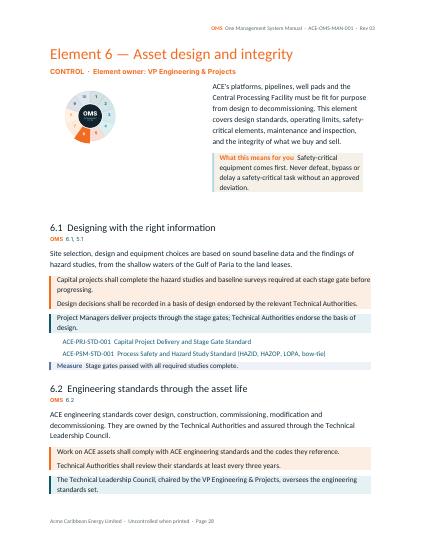 OMS One Management System Manual · ACE-OMS-MAN-001 · Rev 03
Element 6 — Asset design and integrity
CONTROL · Element owner: VP Engineering & Projects
OMS
ACE's platforms, pipelines, well pads and the
Central Processing Facility must be fit for purpose
from design to decommissioning. This element
covers design standards, operating limits, safety-
critical elements, maintenance and inspection,
and the integrity of what we buy and sell.
What this means for you Safety-critical
equipment comes first. Never defeat, bypass or
delay a safety-critical task without an approved
deviation.
6.1 Designing with the right information
OMS 6.1, 5.1
Site selection, design and equipment choices are based on sound baseline data and the findings of
hazard studies, from the shallow waters of the Gulf of Paria to the land leases.
Capital projects shall complete the hazard studies and baseline surveys required at each stage gate before
progressing.
Design decisions shall be recorded in a basis of design endorsed by the relevant Technical Authorities.
Project Managers deliver projects through the stage gates; Technical Authorities endorse the basis of
design.
ACE-PRJ-STD-001 Capital Project Delivery and Stage Gate Standard
ACE-PSM-STD-001 Process Safety and Hazard Study Standard (HAZID, HAZOP, LOPA, bow-tie)
Measure Stage gates passed with all required studies complete.
6.2 Engineering standards through the asset life
OMS 6.2
ACE engineering standards cover design, construction, commissioning, modification and
decommissioning. They are owned by the Technical Authorities and assured through the Technical
Leadership Council.
Work on ACE assets shall comply with ACE engineering standards and the codes they reference.
Technical Authorities shall review their standards at least every three years.
The Technical Leadership Council, chaired by the VP Engineering & Projects, oversees the engineering
standards set.
Acme Caribbean Energy Limited · Uncontrolled when printed · Page 28